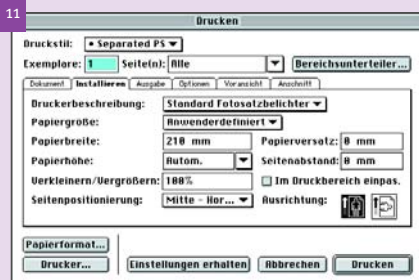 11
Drucken
Druckstil: • Separated PS
Exemplare: 1 Seite(n): Alle Bereichsunterteiler...
Dokument Installieren Ausgabe Optionen Voransicht Anschnitt
Druckerbeschreibung: Standard Fotosatzbelichter
Papiergröße: Anwenderdefiniert
Papierbreite: 210 mm Papierversatz: 0 mm
Papierhöhe: Autom. Seitenabstand: 0 mm
Verkleinern/Vergrößern: 100% Im Druckbereich einpas.
Seitenpositionierung: Mitte - Hor... Ausrichtung:
Papierformat...
Drucker... Einstellungen erhalten Abbrechen Drucken